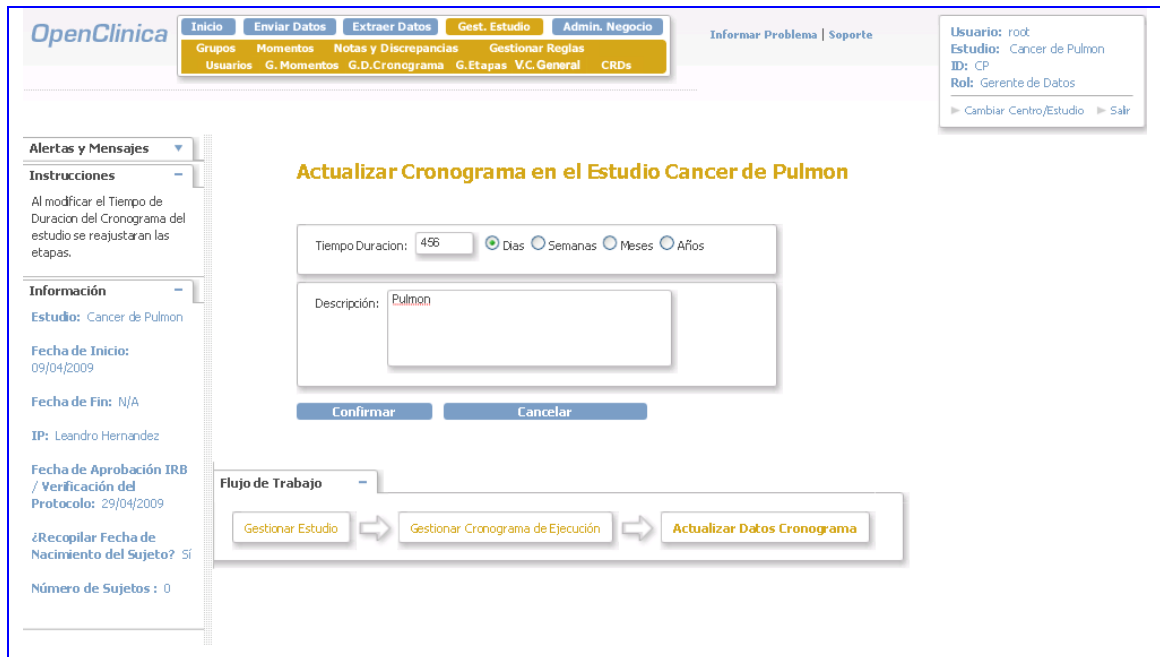 OpenClinica
Inicio Enviar Datos Extraer Datos Gest. Estudio Admin. Negocio
Grupos Momentos Notas y Discrepancias Gestionar Reglas
Usuarios G. Momentos G.D.Cronograma G.Etapas V.C. General CRDs
Informar Problema | Soporte
Usuario: root
Estudio: Cancer de Pulmon
ID: CP
Rol: Gerente de Datos
Cambiar Centro/Estudio Salir
Alertas y Mensajes
Instrucciones
Al modificar el Tiempo de
Duracion del Cronograma del
estudio se reajustaran las
etapas.
Información
Estudio: Cancer de Pulmon
Fecha de Inicio:
09/04/2009
Fecha de Fin: N/A
IP: Leandro Hernandez
Fecha de Aprobación IRB
/ Verificación del
Protocolo: 29/04/2009
¿Recopilar Fecha de
Nacimiento del Sujeto? Sí
Número de Sujetos : 0
Actualizar Cronograma en el Estudio Cancer de Pulmon
Tiempo Duracion: 456 Dias Semanas Meses Años
Descripción: Pulmon
Confirmar Cancelar
Flujo de Trabajo
Gestionar Estudio Gestionar Cronograma de Ejecución Actualizar Datos Cronograma